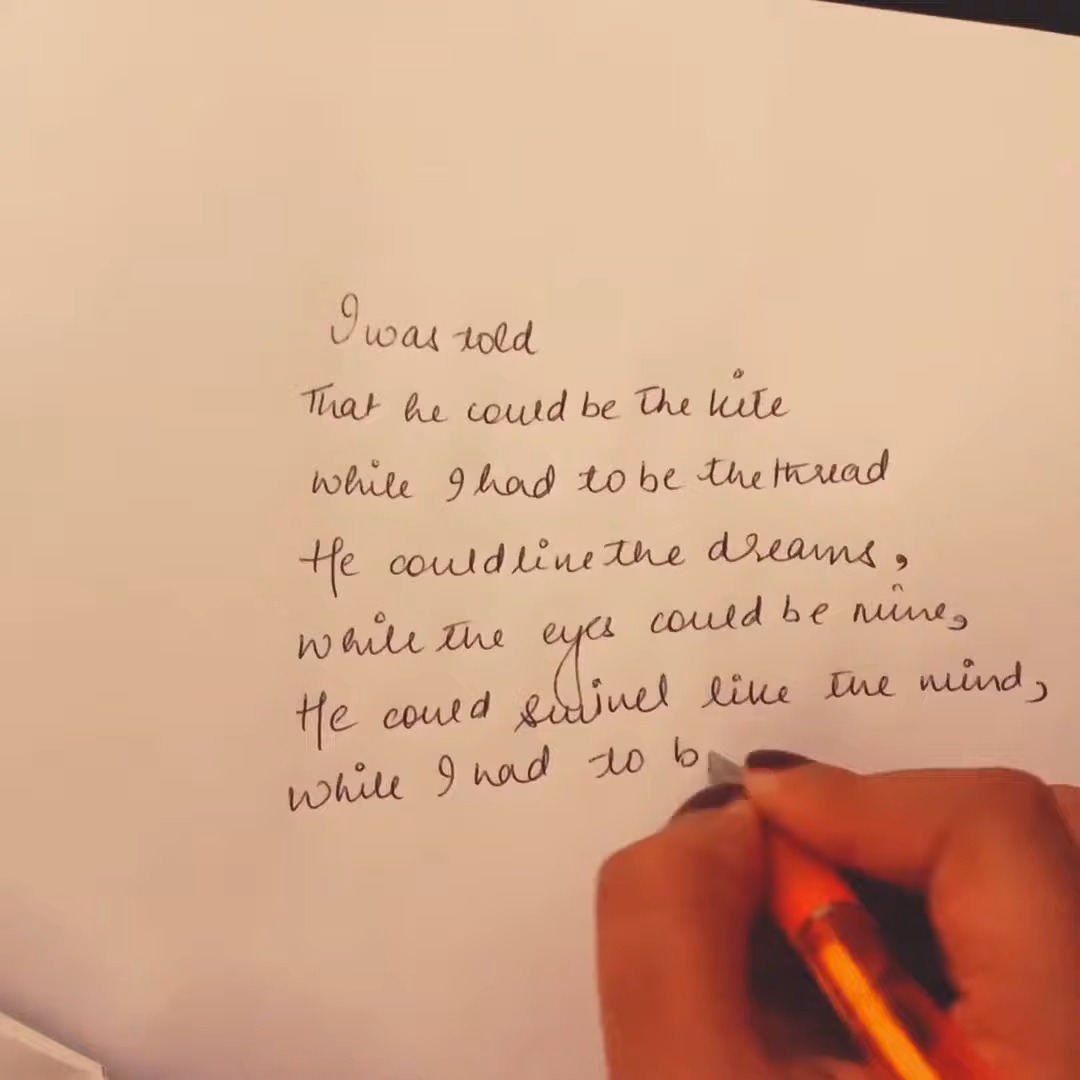 I was told
That he could be the kite
while I had to be the thread
He could live the dreams,
while the eyes could be mine,
He could swivel like the mind,
while I had to b